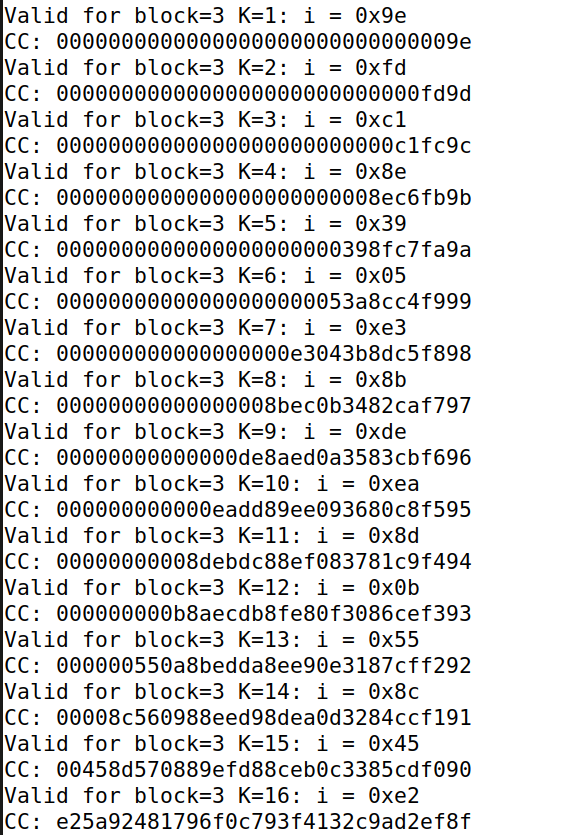 Valid for block=3 K=1: i = 0x9e
CC: 0000000000000000000000000000009e
Valid for block=3 K=2: i = 0xfd
CC: 0000000000000000000000000000fd9d
Valid for block=3 K=3: i = 0xc1
CC: 00000000000000000000000000c1fc9c
Valid for block=3 K=4: i = 0x8e
CC: 0000000000000000000000008ec6fb9b
Valid for block=3 K=5: i = 0x39
CC: 0000000000000000000000398fc7fa9a
Valid for block=3 K=6: i = 0x05
CC: 00000000000000000000053a8cc4f999
Valid for block=3 K=7: i = 0xe3
CC: 000000000000000000e3043b8dc5f898
Valid for block=3 K=8: i = 0x8b
CC: 00000000000000008bec0b3482caf797
Valid for block=3 K=9: i = 0xde
CC: 00000000000000de8aed0a3583cbf696
Valid for block=3 K=10: i = 0xea
CC: 000000000000eadd89ee093680c8f595
Valid for block=3 K=11: i = 0x8d
CC: 00000000008debdc88ef083781c9f494
Valid for block=3 K=12: i = 0x0b
CC: 000000000b8aecdb8fe80f3086cef393
Valid for block=3 K=13: i = 0x55
CC: 000000550a8bedda8ee90e3187cff292
Valid for block=3 K=14: i = 0x8c
CC: 00008c560988eed98dea0d3284ccf191
Valid for block=3 K=15: i = 0x45
CC: 00458d570889efd88ceb0c3385cdf090
Valid for block=3 K=16: i = 0xe2
CC: e25a92481796f0c793f4132c9ad2ef8f